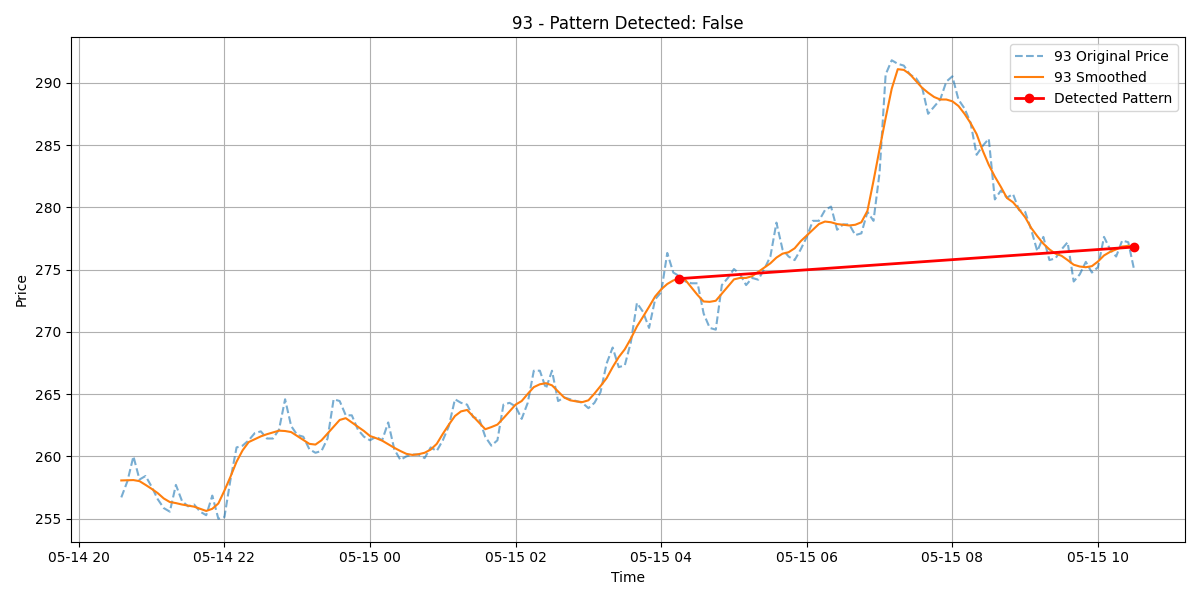 93 - Pattern Detected: False
93 Original Price
93 Smoothed
Detected Pattern
Price
290
285
280
275
270
265
260
255
05-14 20
05-14 22
05-15 00
05-15 02
05-15 04
05-15 06
05-15 08
05-15 10
Time